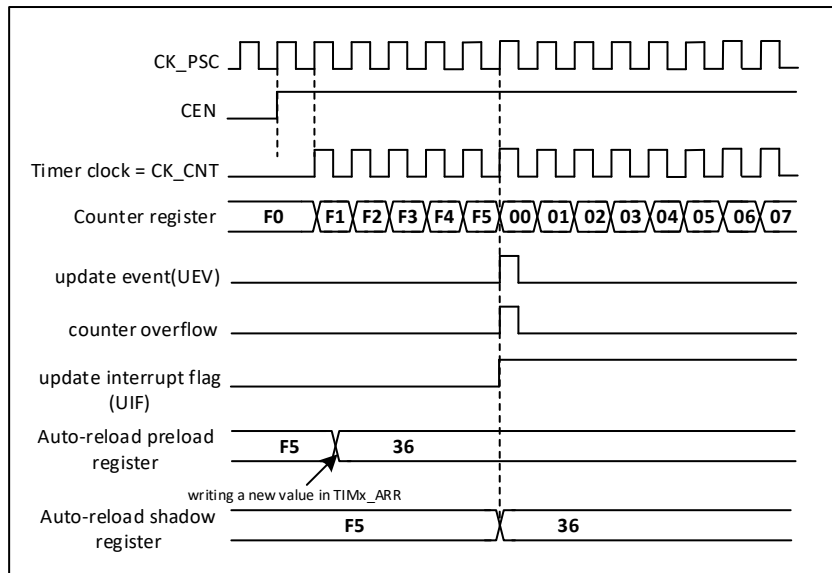 CK_PSC
CEN
Timer clock = CK_CNT
Counter register
F0 F1 F2 F3 F4 F5 00 01 02 03 04 05 06 07
update event(UEV)
counter overflow
update interrupt flag
(UIF)
Auto-reload preload
register
F5 36
writing a new value in TIMx_ARR
Auto-reload shadow
register
F5 36